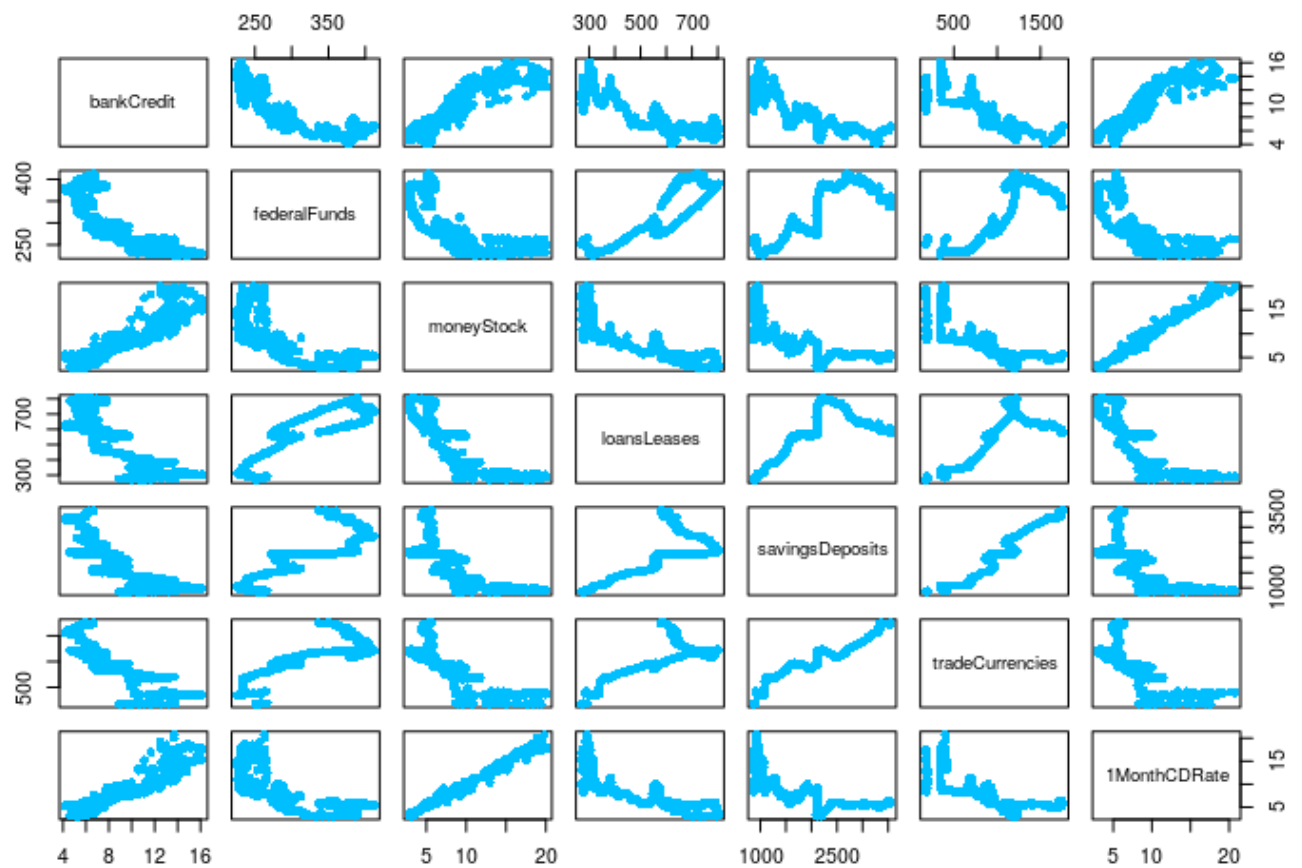 250 350 300 500 700 500 1500
bankCredit
4 10 16
250 400
federalFunds
moneyStock
5 15
300 700
loansLeases
savingsDeposits
1000 3500
500
tradeCurrencies
1MonthCDRate
5 15
4 8 12 16 5 10 20 1000 2500 5 10 20